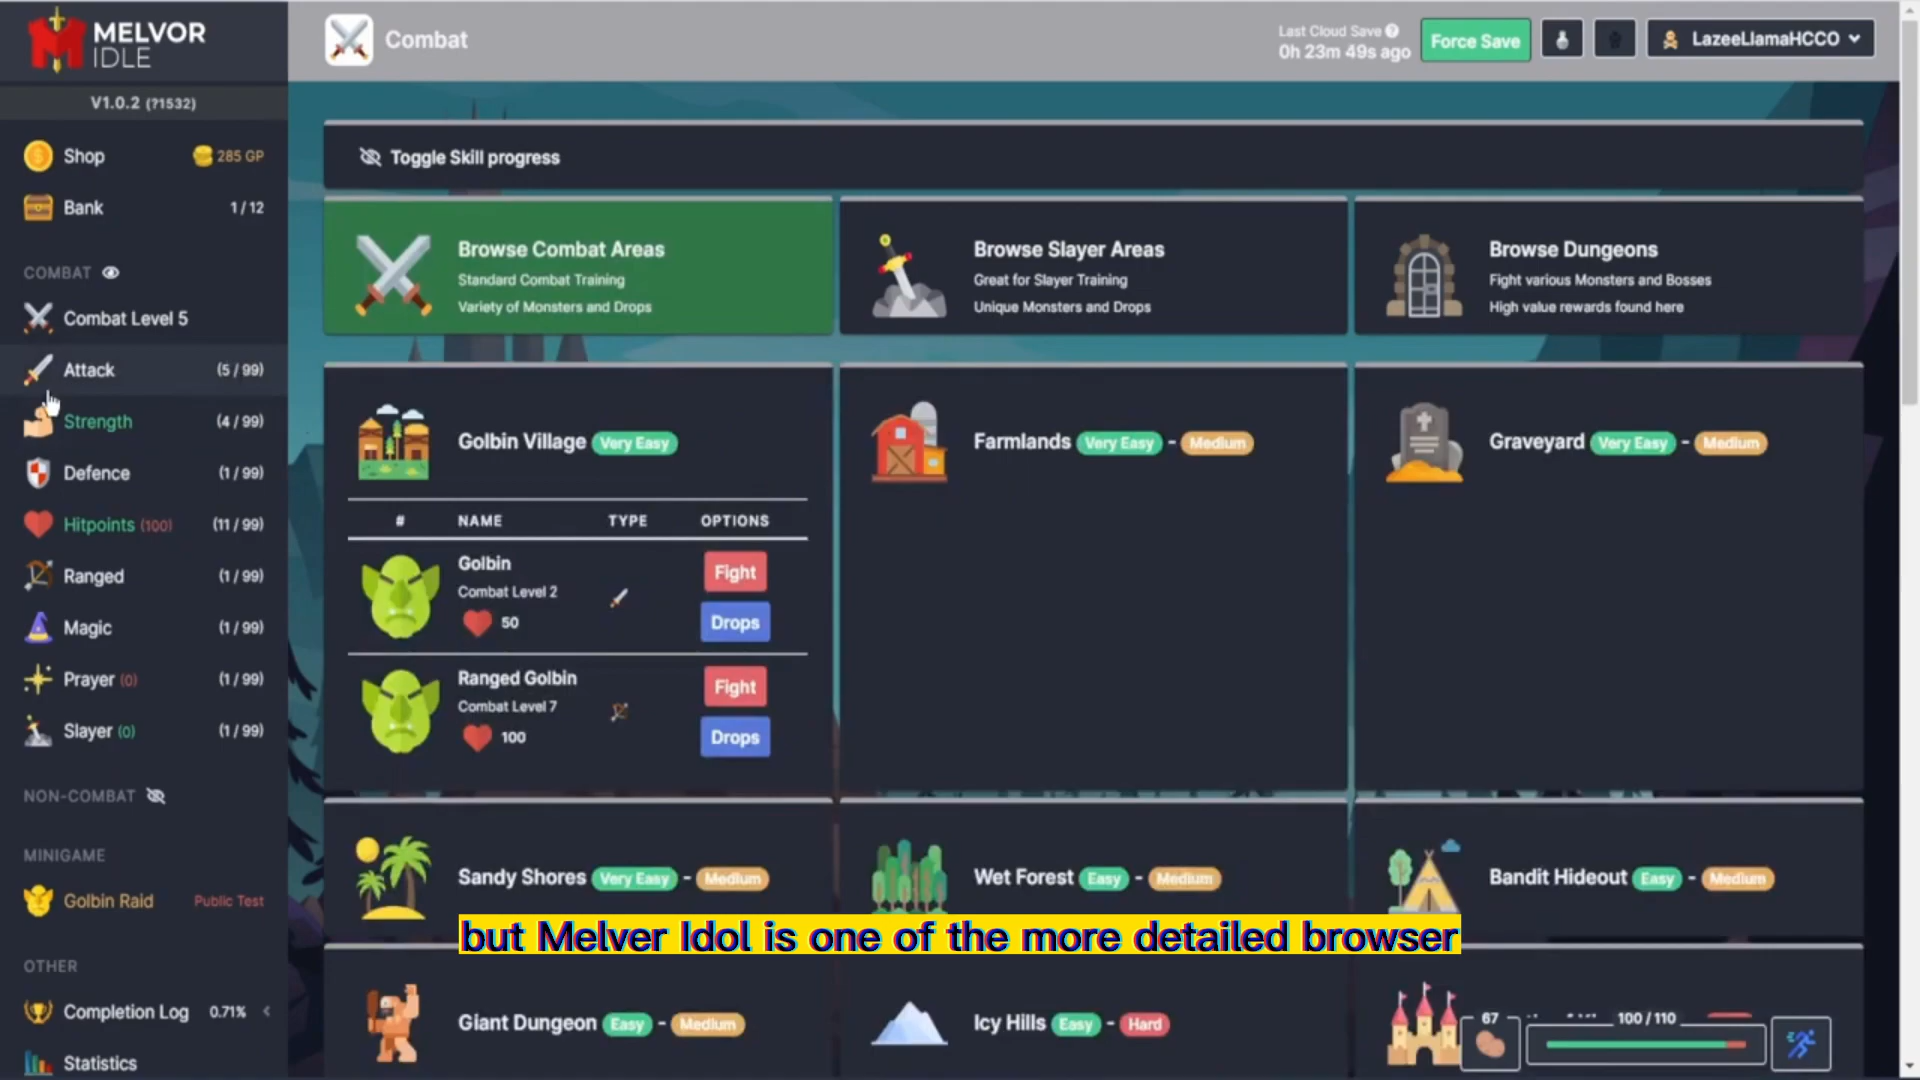 MELVOR
IDLE
V1.0.2 (?1532)
Shop 285 GP
Bank 1 / 12
COMBAT
Combat Level 5
Attack (5 / 99)
Strength (4 / 99)
Defence (1 / 99)
Hitpoints (100) (11 / 99)
Ranged (1 / 99)
Magic (1 / 99)
Prayer (0) (1 / 99)
Slayer (0) (1 / 99)
NON-COMBAT
MINIGAME
Golbin Raid Public Test
OTHER
Completion Log 0.71%
Statistics
Combat
Last Cloud Save
0h 23m 49s ago
Force Save
LazeeLlamaHCCO
Toggle Skill progress
Browse Combat Areas
Standard Combat Training
Variety of Monsters and Drops
Browse Slayer Areas
Great for Slayer Training
Unique Monsters and Drops
Browse Dungeons
Fight various Monsters and Bosses
High value rewards found here
Golbin Village Very Easy
# NAME TYPE OPTIONS
Golbin
Combat Level 2
50
Fight
Drops
Ranged Golbin
Combat Level 7
100
Fight
Drops
Farmlands Very Easy - Medium
Graveyard Very Easy - Medium
Sandy Shores Very Easy - Medium
Wet Forest Easy - Medium
Bandit Hideout Easy - Medium
but Melver Idol is one of the more detailed browser
Giant Dungeon Easy - Medium
Icy Hills Easy - Hard
67
100 / 110